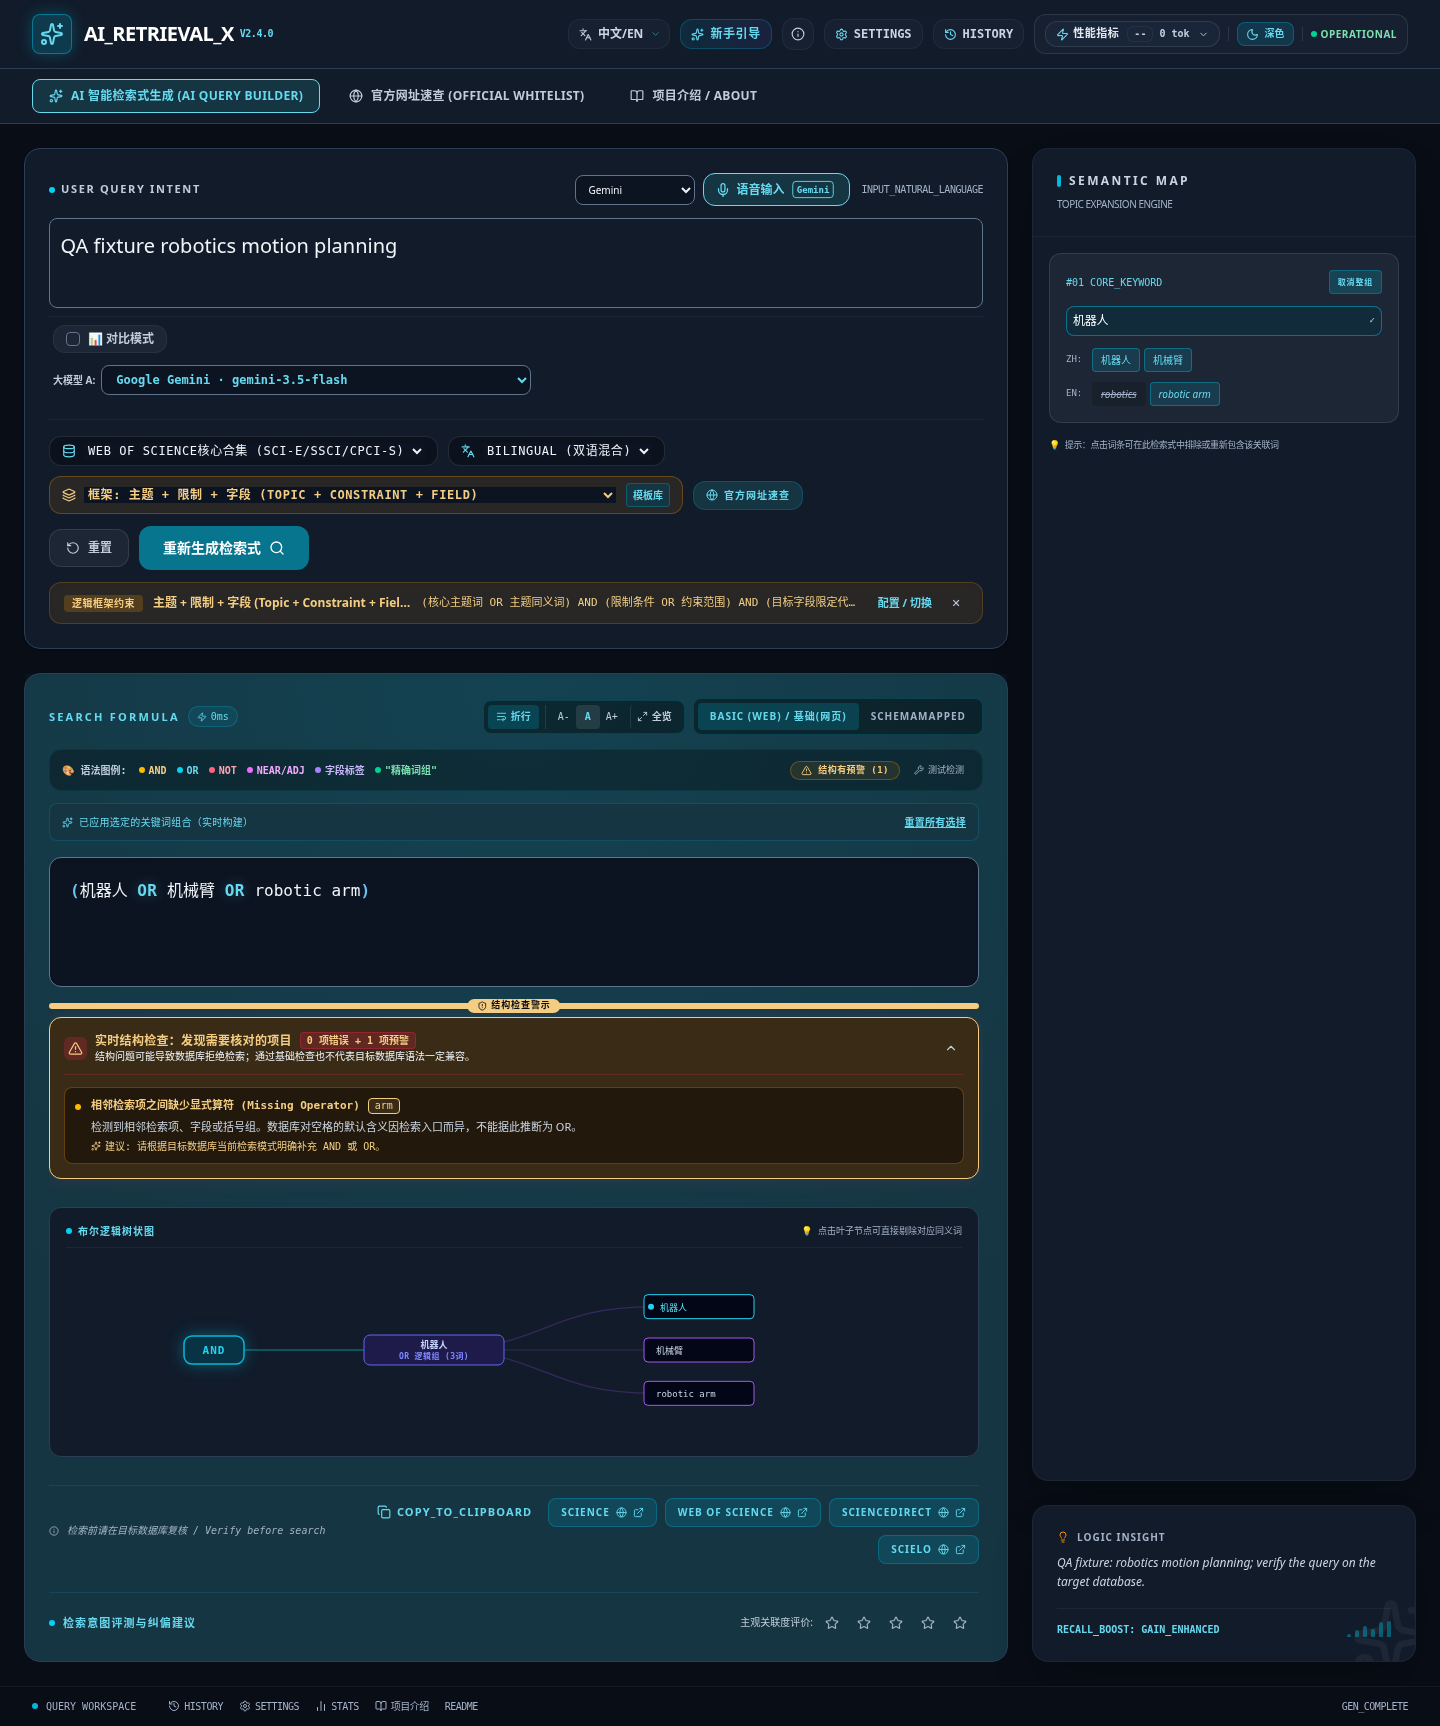 AI_RETRIEVAL_X V2.4.0
中文/EN
新手引导
SETTINGS
HISTORY
性能指标 -- 0 tok
深色
OPERATIONAL
AI 智能检索式生成 (AI QUERY BUILDER)
官方网址速查 (OFFICIAL WHITELIST)
项目介绍 / ABOUT
USER QUERY INTENT
Gemini
语音输入 Gemini
INPUT_NATURAL_LANGUAGE
QA fixture robotics motion planning
📊 对比模式
大模型 A: Google Gemini · gemini-3.5-flash
WEB OF SCIENCE核心合集 (SCI-E/SSCI/CPCI-S)
BILINGUAL (双语混合)
框架: 主题 + 限制 + 字段 (TOPIC + CONSTRAINT + FIELD)
模板库
官方网址速查
重置
重新生成检索式
逻辑框架约束 主题 + 限制 + 字段 (Topic + Constraint + Fiel... (核心主题词 OR 主题同义词) AND (限制条件 OR 约束范围) AND (目标字段限定代… 配置 / 切换 ×
SEMANTIC MAP
TOPIC EXPANSION ENGINE
#01 CORE_KEYWORD
取消整组
机器人 ✓
ZH: 机器人 机械臂
EN: robotics robotic arm
💡 提示: 点击词条可在此检索式中排除或重新包含该关联词
SEARCH FORMULA
0ms
折行
A- A A+
全览
BASIC (WEB) / 基础(网页)
SCHEMAMAPPED
🎨 语法图例: AND OR NOT NEAR/ADJ 字段标签 "精确词组"
结构有预警 (1)
测试检测
已应用选定的关键词组合（实时构建）
重置所有选择
(机器人 OR 机械臂 OR robotic arm)
结构检查警示
实时结构检查: 发现需要核对的项目 0 项错误 + 1 项预警
结构问题可能导致数据库拒绝检索；通过基础检查也不代表目标数据库语法一定兼容。
相邻检索项之间缺少显式算符 (Missing Operator) arm
检测到相邻检索项、字段或括号组。数据库对空格的默认含义因检索入口而异，不能据此推断为 OR。
建议: 请根据目标数据库当前检索模式明确补充 AND 或 OR。
布尔逻辑树状图
💡 点击叶子节点可直接剔除对应同义词
机器人
AND
机器人
OR 逻辑组 (3词)
机械臂
robotic arm
检索前请在目标数据库复核 / Verify before search
COPY_TO_CLIPBOARD
SCIENCE
WEB OF SCIENCE
SCIENCEDIRECT
SCIELO
检索意图评测与纠偏建议
主观关联度评价:
LOGIC INSIGHT
QA fixture: robotics motion planning; verify the query on the
target database.
RECALL_BOOST: GAIN_ENHANCED
QUERY WORKSPACE
HISTORY
SETTINGS
STATS
项目介绍
README
GEN_COMPLETE